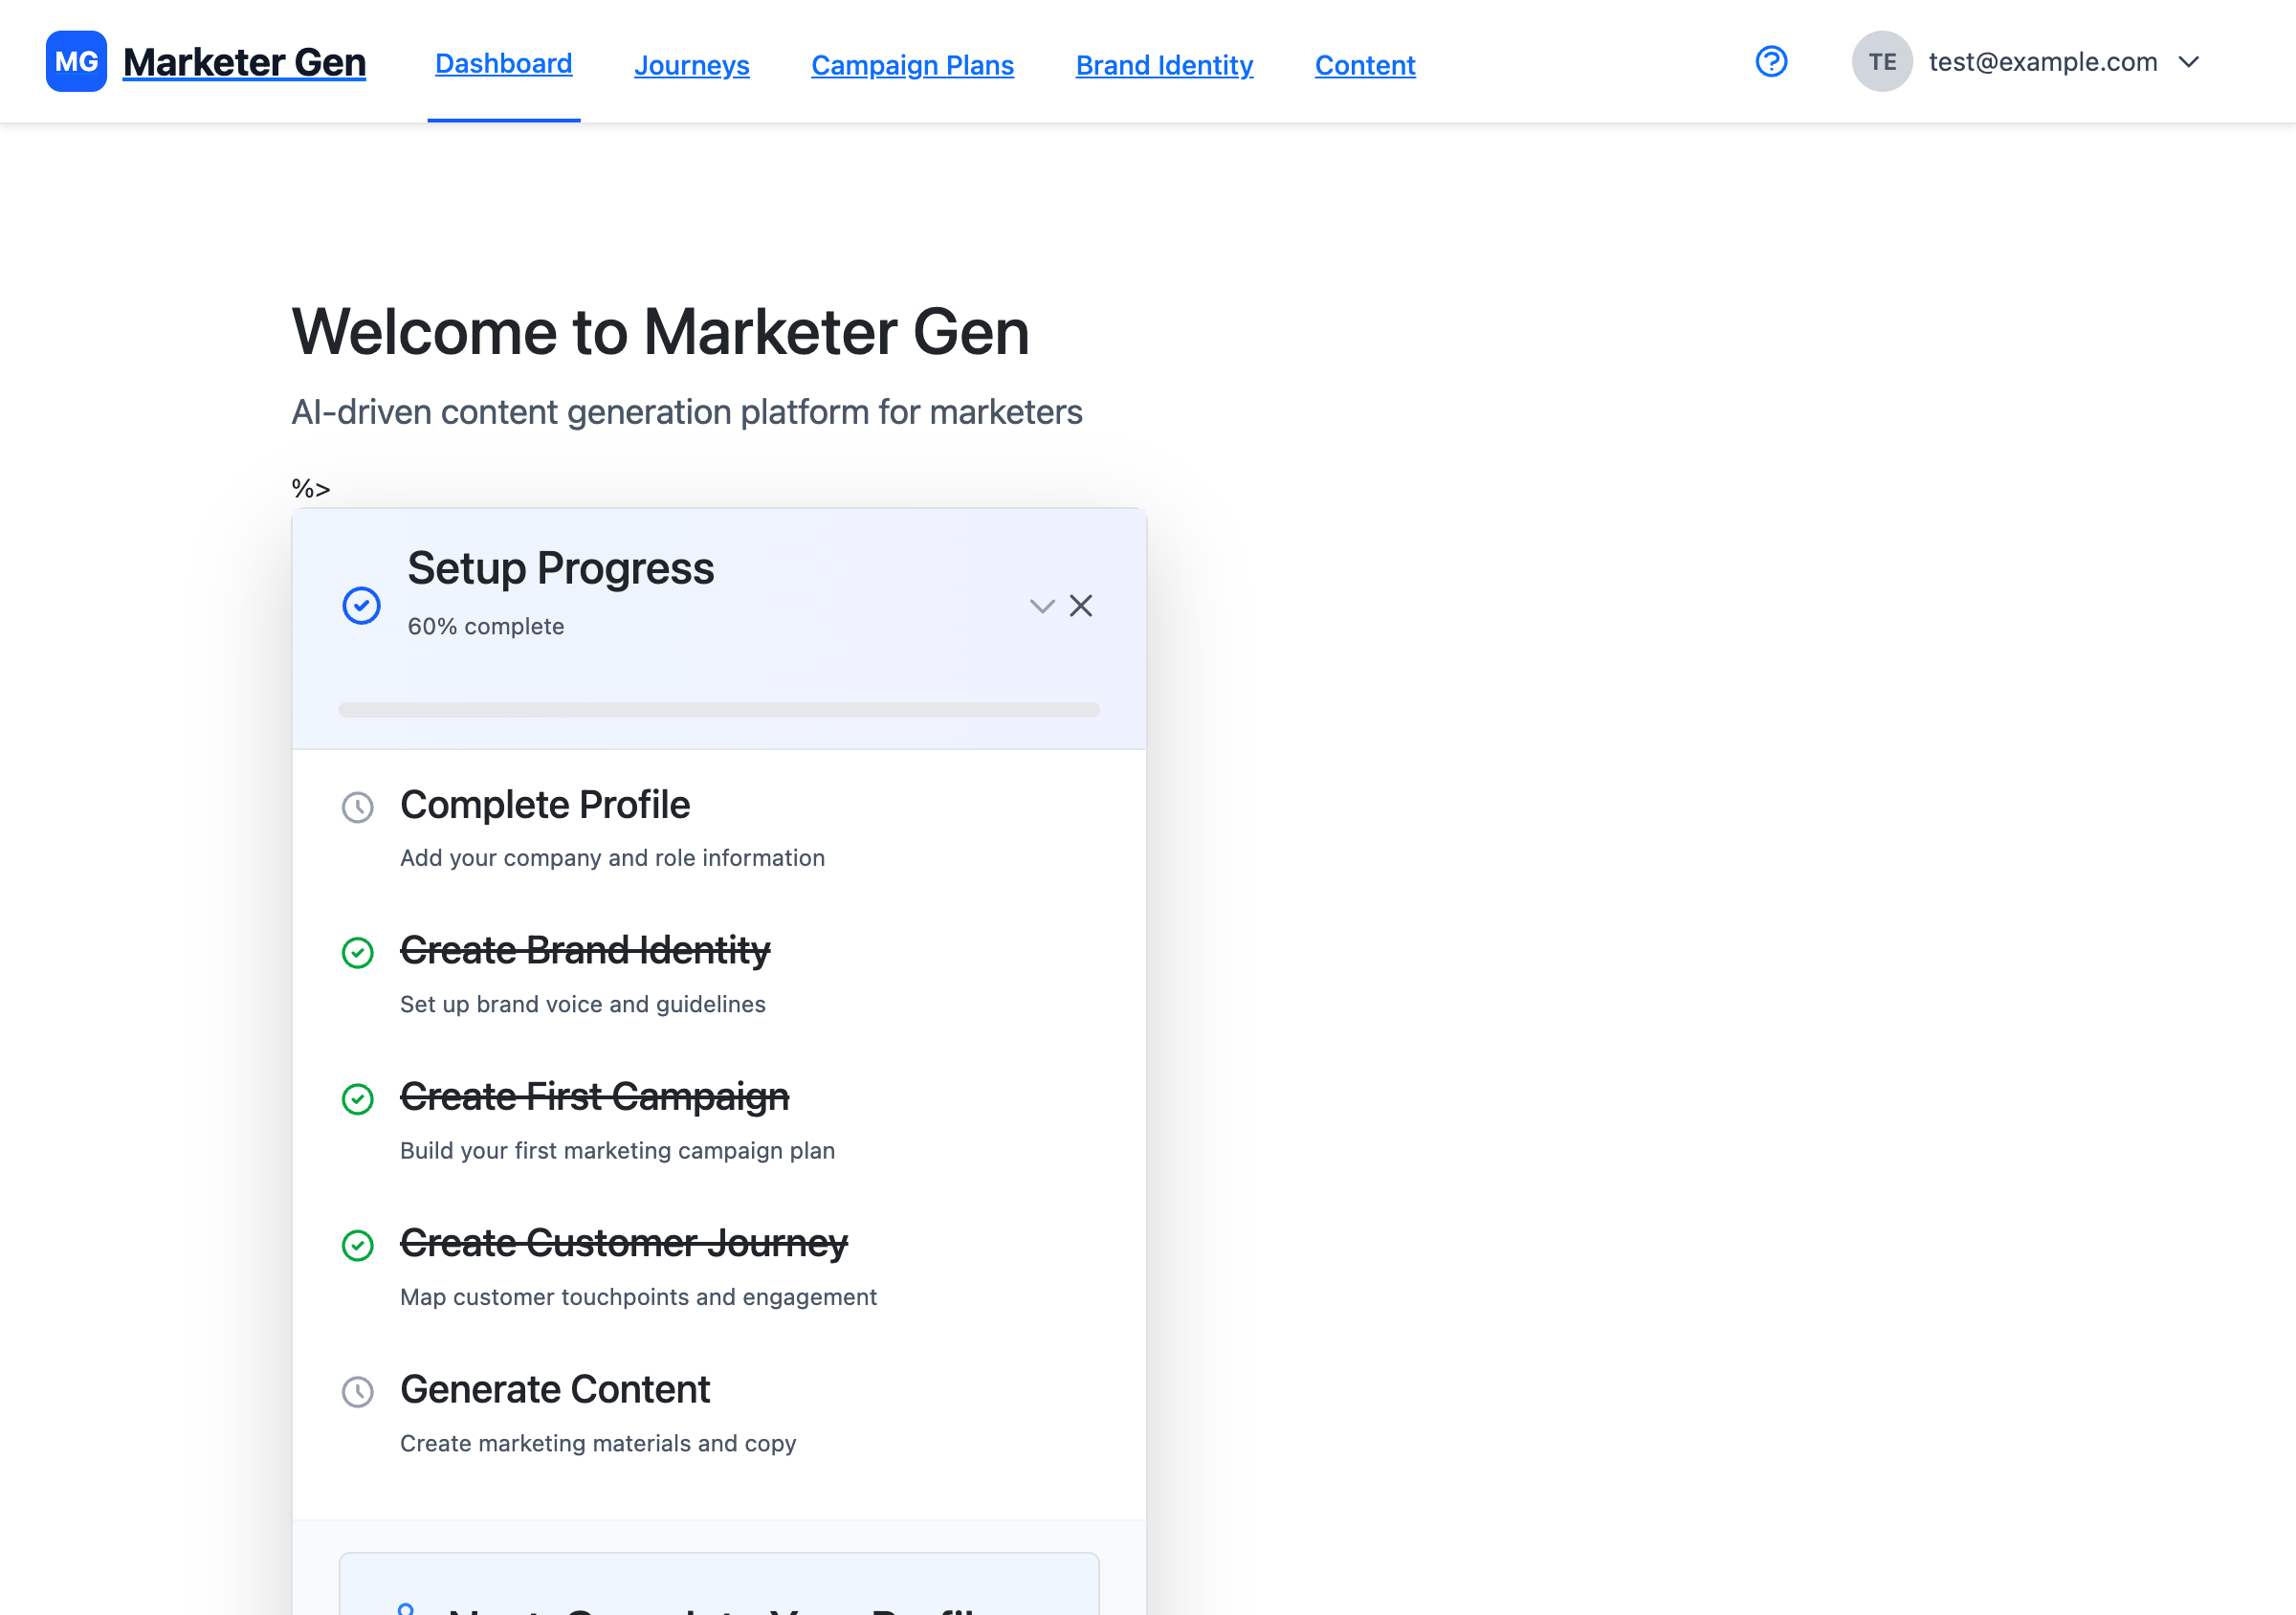 MG Marketer Gen Dashboard Journeys Campaign Plans Brand Identity Content TE test@example.com
Welcome to Marketer Gen
AI-driven content generation platform for marketers
%>
Setup Progress
60% complete
Complete Profile
Add your company and role information
Create Brand Identity
Set up brand voice and guidelines
Create First Campaign
Build your first marketing campaign plan
Create Customer Journey
Map customer touchpoints and engagement
Generate Content
Create marketing materials and copy